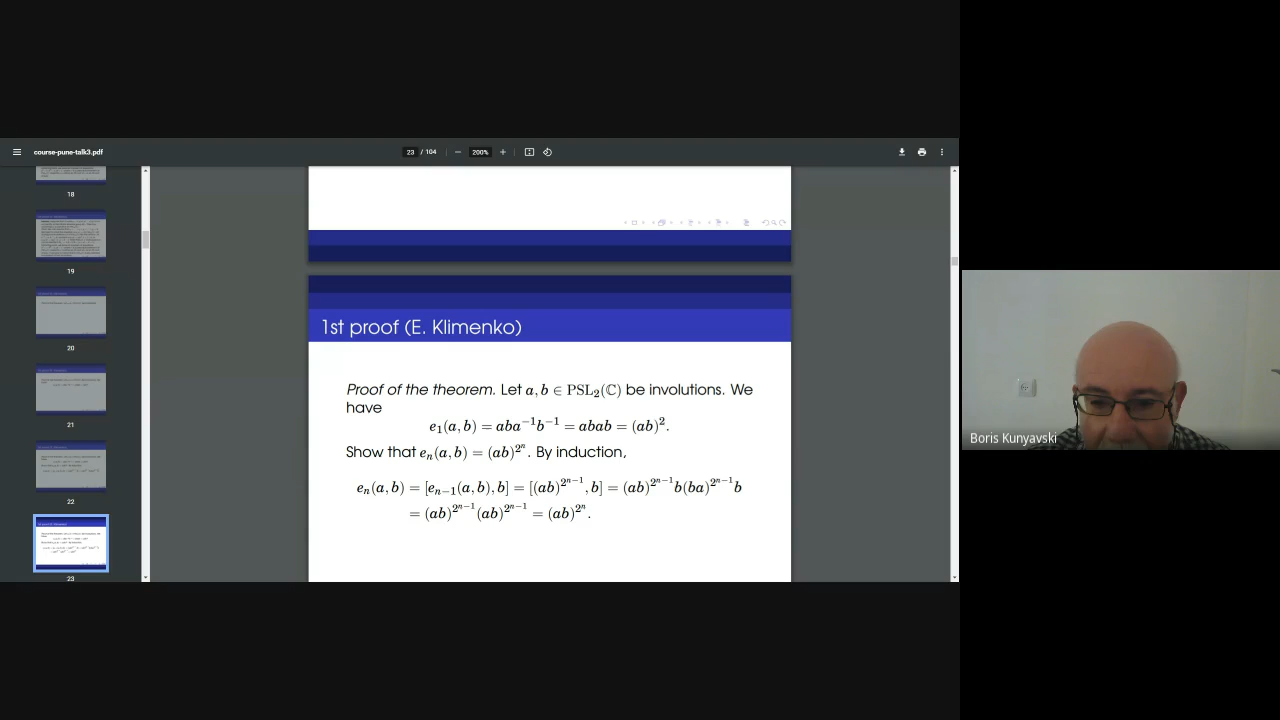 course-pune-talk3.pdf
23 / 104
200%
18
19
20
21
22
23
1st proof (E. Klimenko)
Proof of the theorem. Let a, b ∈ PSL₂(ℂ) be involutions. We
have
e₁(a, b) = aba⁻¹b⁻¹ = abab = (ab)².
Show that eₙ(a, b) = (ab)^{2ⁿ}. By induction,
eₙ(a, b) = [eₙ₋₁(a, b), b] = [(ab)^{2ⁿ⁻¹}, b] = (ab)^{2ⁿ⁻¹}b(ba)^{2ⁿ⁻¹}b
= (ab)^{2ⁿ⁻¹}(ab)^{2ⁿ⁻¹} = (ab)^{2ⁿ}.
Boris Kunyavski